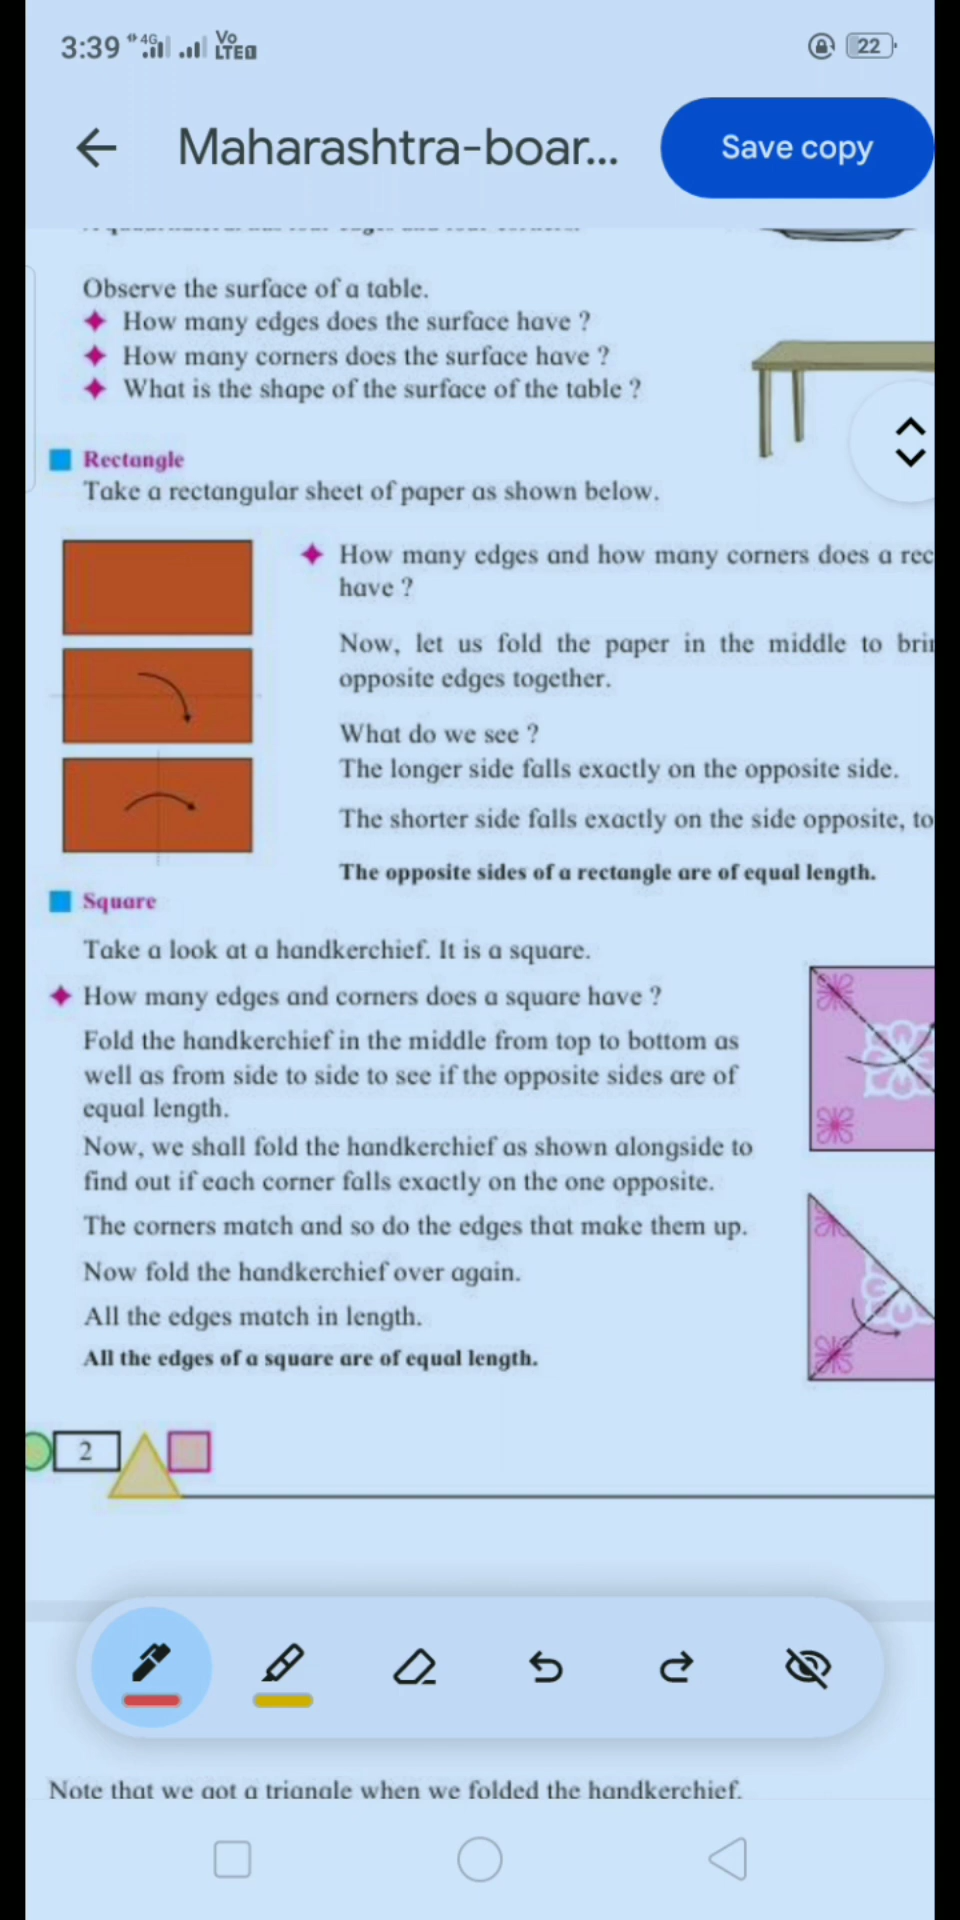 3:39 4G Vo LTE 22
Maharashtra-boar... Save copy
Observe the surface of a table.
How many edges does the surface have ?
How many corners does the surface have ?
What is the shape of the surface of the table ?
Rectangle
Take a rectangular sheet of paper as shown below.
How many edges and how many corners does a rec
have ?
Now, let us fold the paper in the middle to brin
opposite edges together.
What do we see ?
The longer side falls exactly on the opposite side.
The shorter side falls exactly on the side opposite, to
The opposite sides of a rectangle are of equal length.
Square
Take a look at a handkerchief. It is a square.
How many edges and corners does a square have ?
Fold the handkerchief in the middle from top to bottom as
well as from side to side to see if the opposite sides are of
equal length.
Now, we shall fold the handkerchief as shown alongside to
find out if each corner falls exactly on the one opposite.
The corners match and so do the edges that make them up.
Now fold the handkerchief over again.
All the edges match in length.
All the edges of a square are of equal length.
2
Note that we got a triangle when we folded the handkerchief.